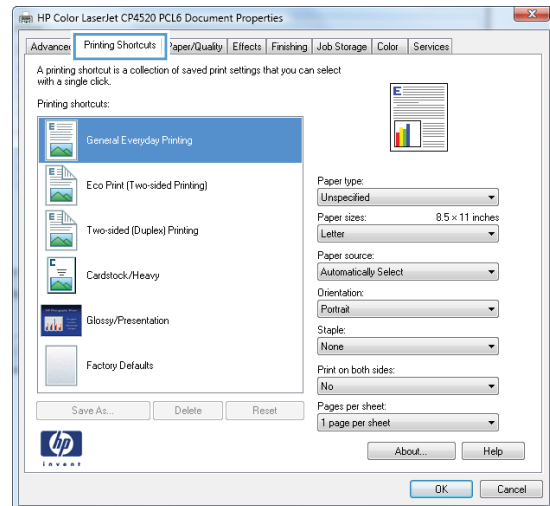 HP Color LaserJet CP4520 PCL6 Document Properties
Advanced Printing Shortcuts Paper/Quality Effects Finishing Job Storage Color Services
A printing shortcut is a collection of saved print settings that you can select
with a single click.
Printing shortcuts:
E
General Everyday Printing
E
Eco Print (Two-sided Printing)
E
Two-sided (Duplex) Printing
E
Cardstock/Heavy
Glossy/Presentation
Factory Defaults
Save As... Delete Reset
hp
invent
E
Paper type:
Unspecified
Paper sizes: 8.5 × 11 inches
Letter
Paper source:
Automatically Select
Orientation:
Portrait
Staple:
None
Print on both sides:
No
Pages per sheet:
1 page per sheet
About... Help
OK Cancel